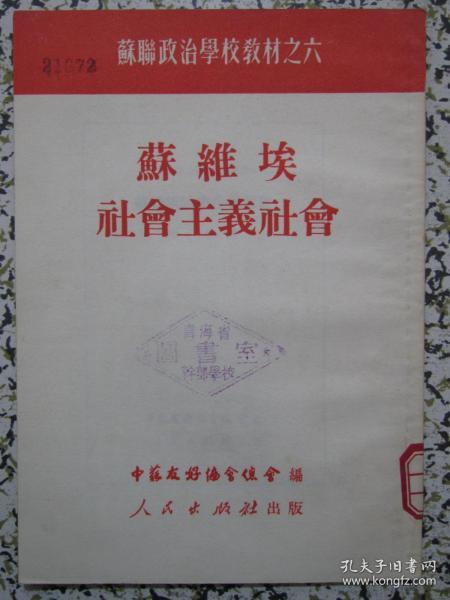 蘇聯政治學校敎材之六
21672
蘇維埃
社會主義社會
青海省
圖書室
幹部學校
中蘇友好協會總會 編
人民出版社出版
孔夫子旧书网
www.kongfz.com